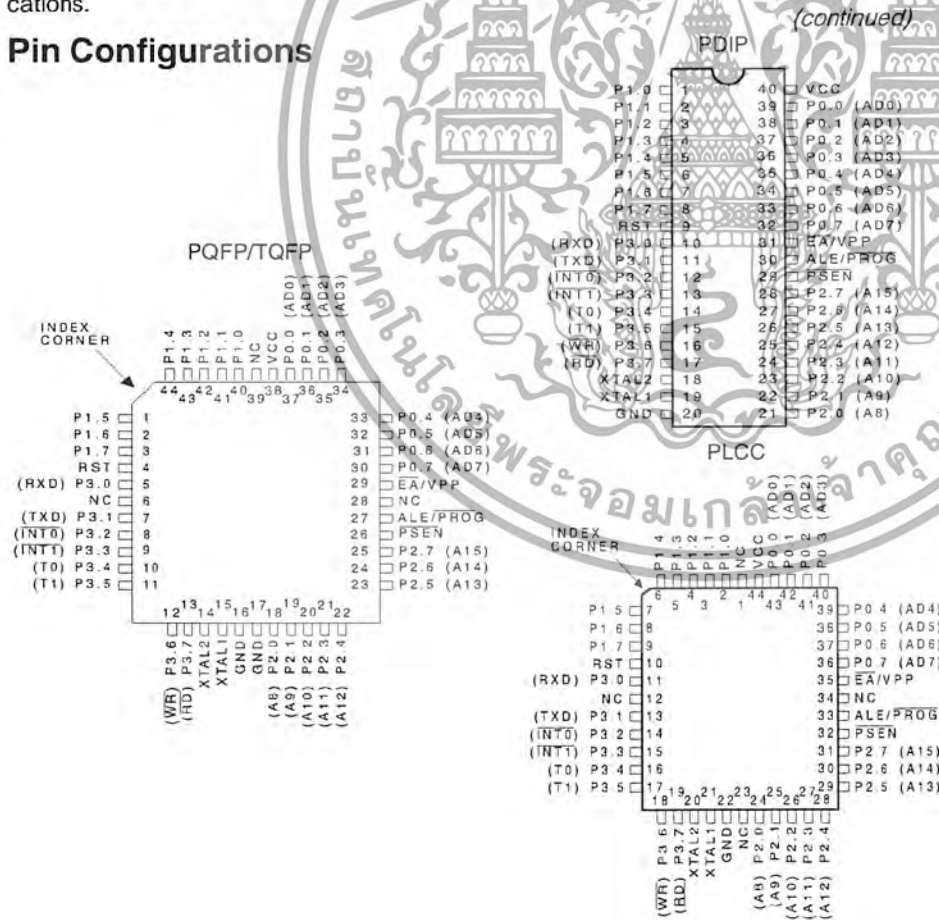 cations.
(continued)
Pin Configurations
PDIP
P1.0 1 40 VCC
P1.1 2 39 P0.0 (AD0)
P1.2 3 38 P0.1 (AD1)
P1.3 4 37 P0.2 (AD2)
P1.4 5 36 P0.3 (AD3)
P1.5 6 35 P0.4 (AD4)
P1.6 7 34 P0.5 (AD5)
P1.7 8 33 P0.6 (AD6)
RST 9 32 P0.7 (AD7)
(RXD) P3.0 10 31 EA/VPP
(TXD) P3.1 11 30 ALE/PROG
(INT0) P3.2 12 29 PSEN
(INT1) P3.3 13 28 P2.7 (A15)
(T0) P3.4 14 27 P2.6 (A14)
(T1) P3.5 15 26 P2.5 (A13)
(WR) P3.6 16 25 P2.4 (A12)
(RD) P3.7 17 24 P2.3 (A11)
XTAL2 18 23 P2.2 (A10)
XTAL1 19 22 P2.1 (A9)
GND 20 21 P2.0 (A8)
PQFP/TQFP
INDEX
CORNER
P1.4
P1.3
P1.2
P1.1
P1.0
NC
VCC
P0.0 (AD0)
P0.1 (AD1)
P0.2 (AD2)
P0.3 (AD3)
44 43 42 41 40 39 38 37 36 35 34
P1.5 1 33 P0.4 (AD4)
P1.6 2 32 P0.5 (AD5)
P1.7 3 31 P0.6 (AD6)
RST 4 30 P0.7 (AD7)
(RXD) P3.0 5 29 EA/VPP
NC 6 28 NC
(TXD) P3.1 7 27 ALE/PROG
(INT0) P3.2 8 26 PSEN
(INT1) P3.3 9 25 P2.7 (A15)
(T0) P3.4 10 24 P2.6 (A14)
(T1) P3.5 11 23 P2.5 (A13)
12 13 14 15 16 17 18 19 20 21 22
(WR) P3.6
(RD) P3.7
XTAL2
XTAL1
GND
GND
(A8) P2.0
(A9) P2.1
(A10) P2.2
(A11) P2.3
(A12) P2.4
PLCC
INDEX
CORNER
P1.4
P1.3
P1.2
P1.1
P1.0
NC
VCC
P0.0 (AD0)
P0.1 (AD1)
P0.2 (AD2)
P0.3 (AD3)
6 5 4 3 2 1 44 43 42 41 40
P1.5 7 39 P0.4 (AD4)
P1.6 8 38 P0.5 (AD5)
P1.7 9 37 P0.6 (AD6)
RST 10 36 P0.7 (AD7)
(RXD) P3.0 11 35 EA/VPP
NC 12 34 NC
(TXD) P3.1 13 33 ALE/PROG
(INT0) P3.2 14 32 PSEN
(INT1) P3.3 15 31 P2.7 (A15)
(T0) P3.4 16 30 P2.6 (A14)
(T1) P3.5 17 29 P2.5 (A13)
18 19 20 21 22 23 24 25 26 27 28
(WR) P3.6
(RD) P3.7
XTAL2
XTAL1
GND
NC
(A8) P2.0
(A9) P2.1
(A10) P2.2
(A11) P2.3
(A12) P2.4